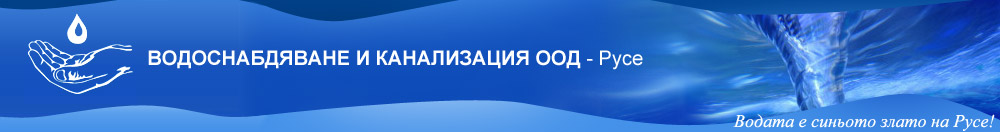 ВОДОСНАБДЯВАНЕ И КАНАЛИЗАЦИЯ ООД - Русе
Водата е синьото злато на Русе!